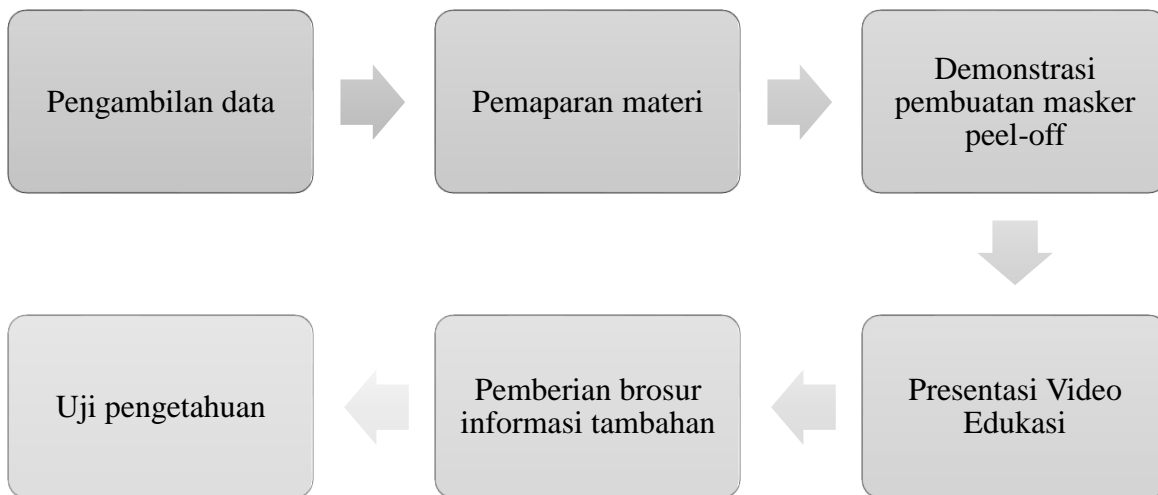 Pengambilan data
Pemaparan materi
Demonstrasi
pembuatan masker
peel-off
Presentasi Video
Edukasi
Pemberian brosur
informasi tambahan
Uji pengetahuan